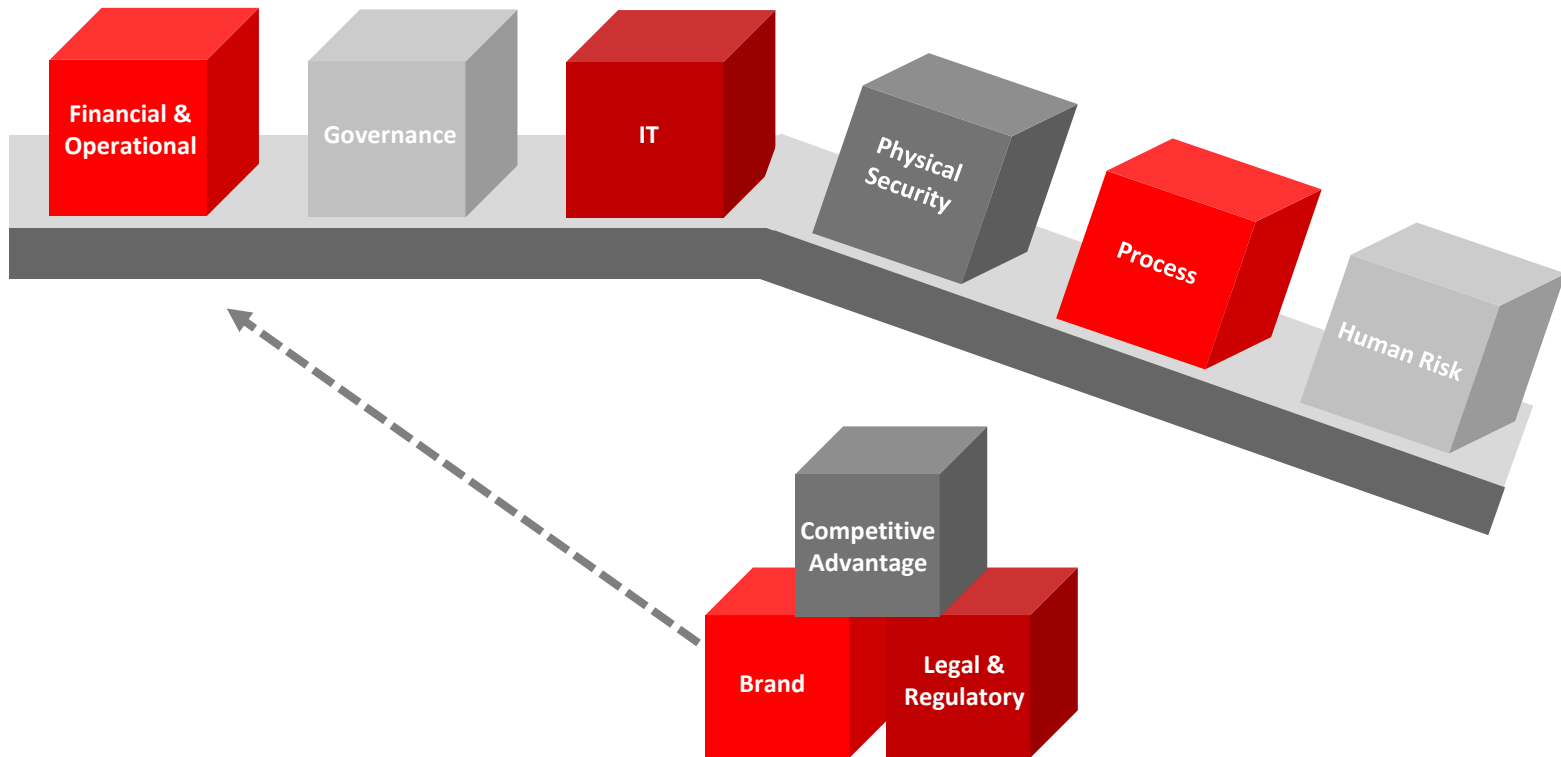 Financial &
Operational
Governance
IT
Physical
Security
Process
Human Risk
Competitive
Advantage
Brand
Legal &
Regulatory